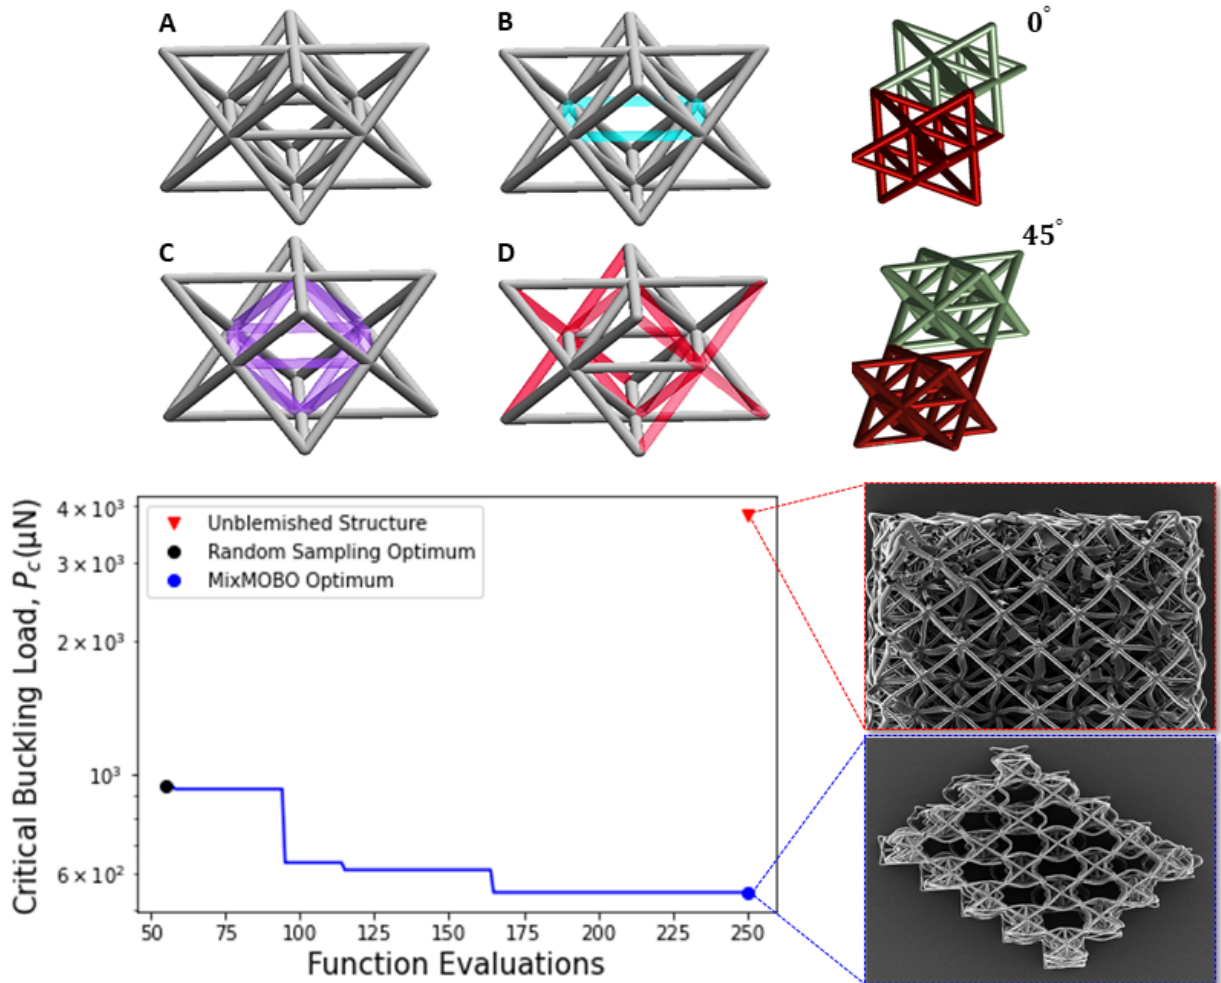 A
B
0°
C
D
45°
Critical Buckling Load, P_c(μN)
4 × 10³
3 × 10³
2 × 10³
10³
6 × 10²
Unblemished Structure
Random Sampling Optimum
MixMOBO Optimum
50 75 100 125 150 175 200 225 250
Function Evaluations